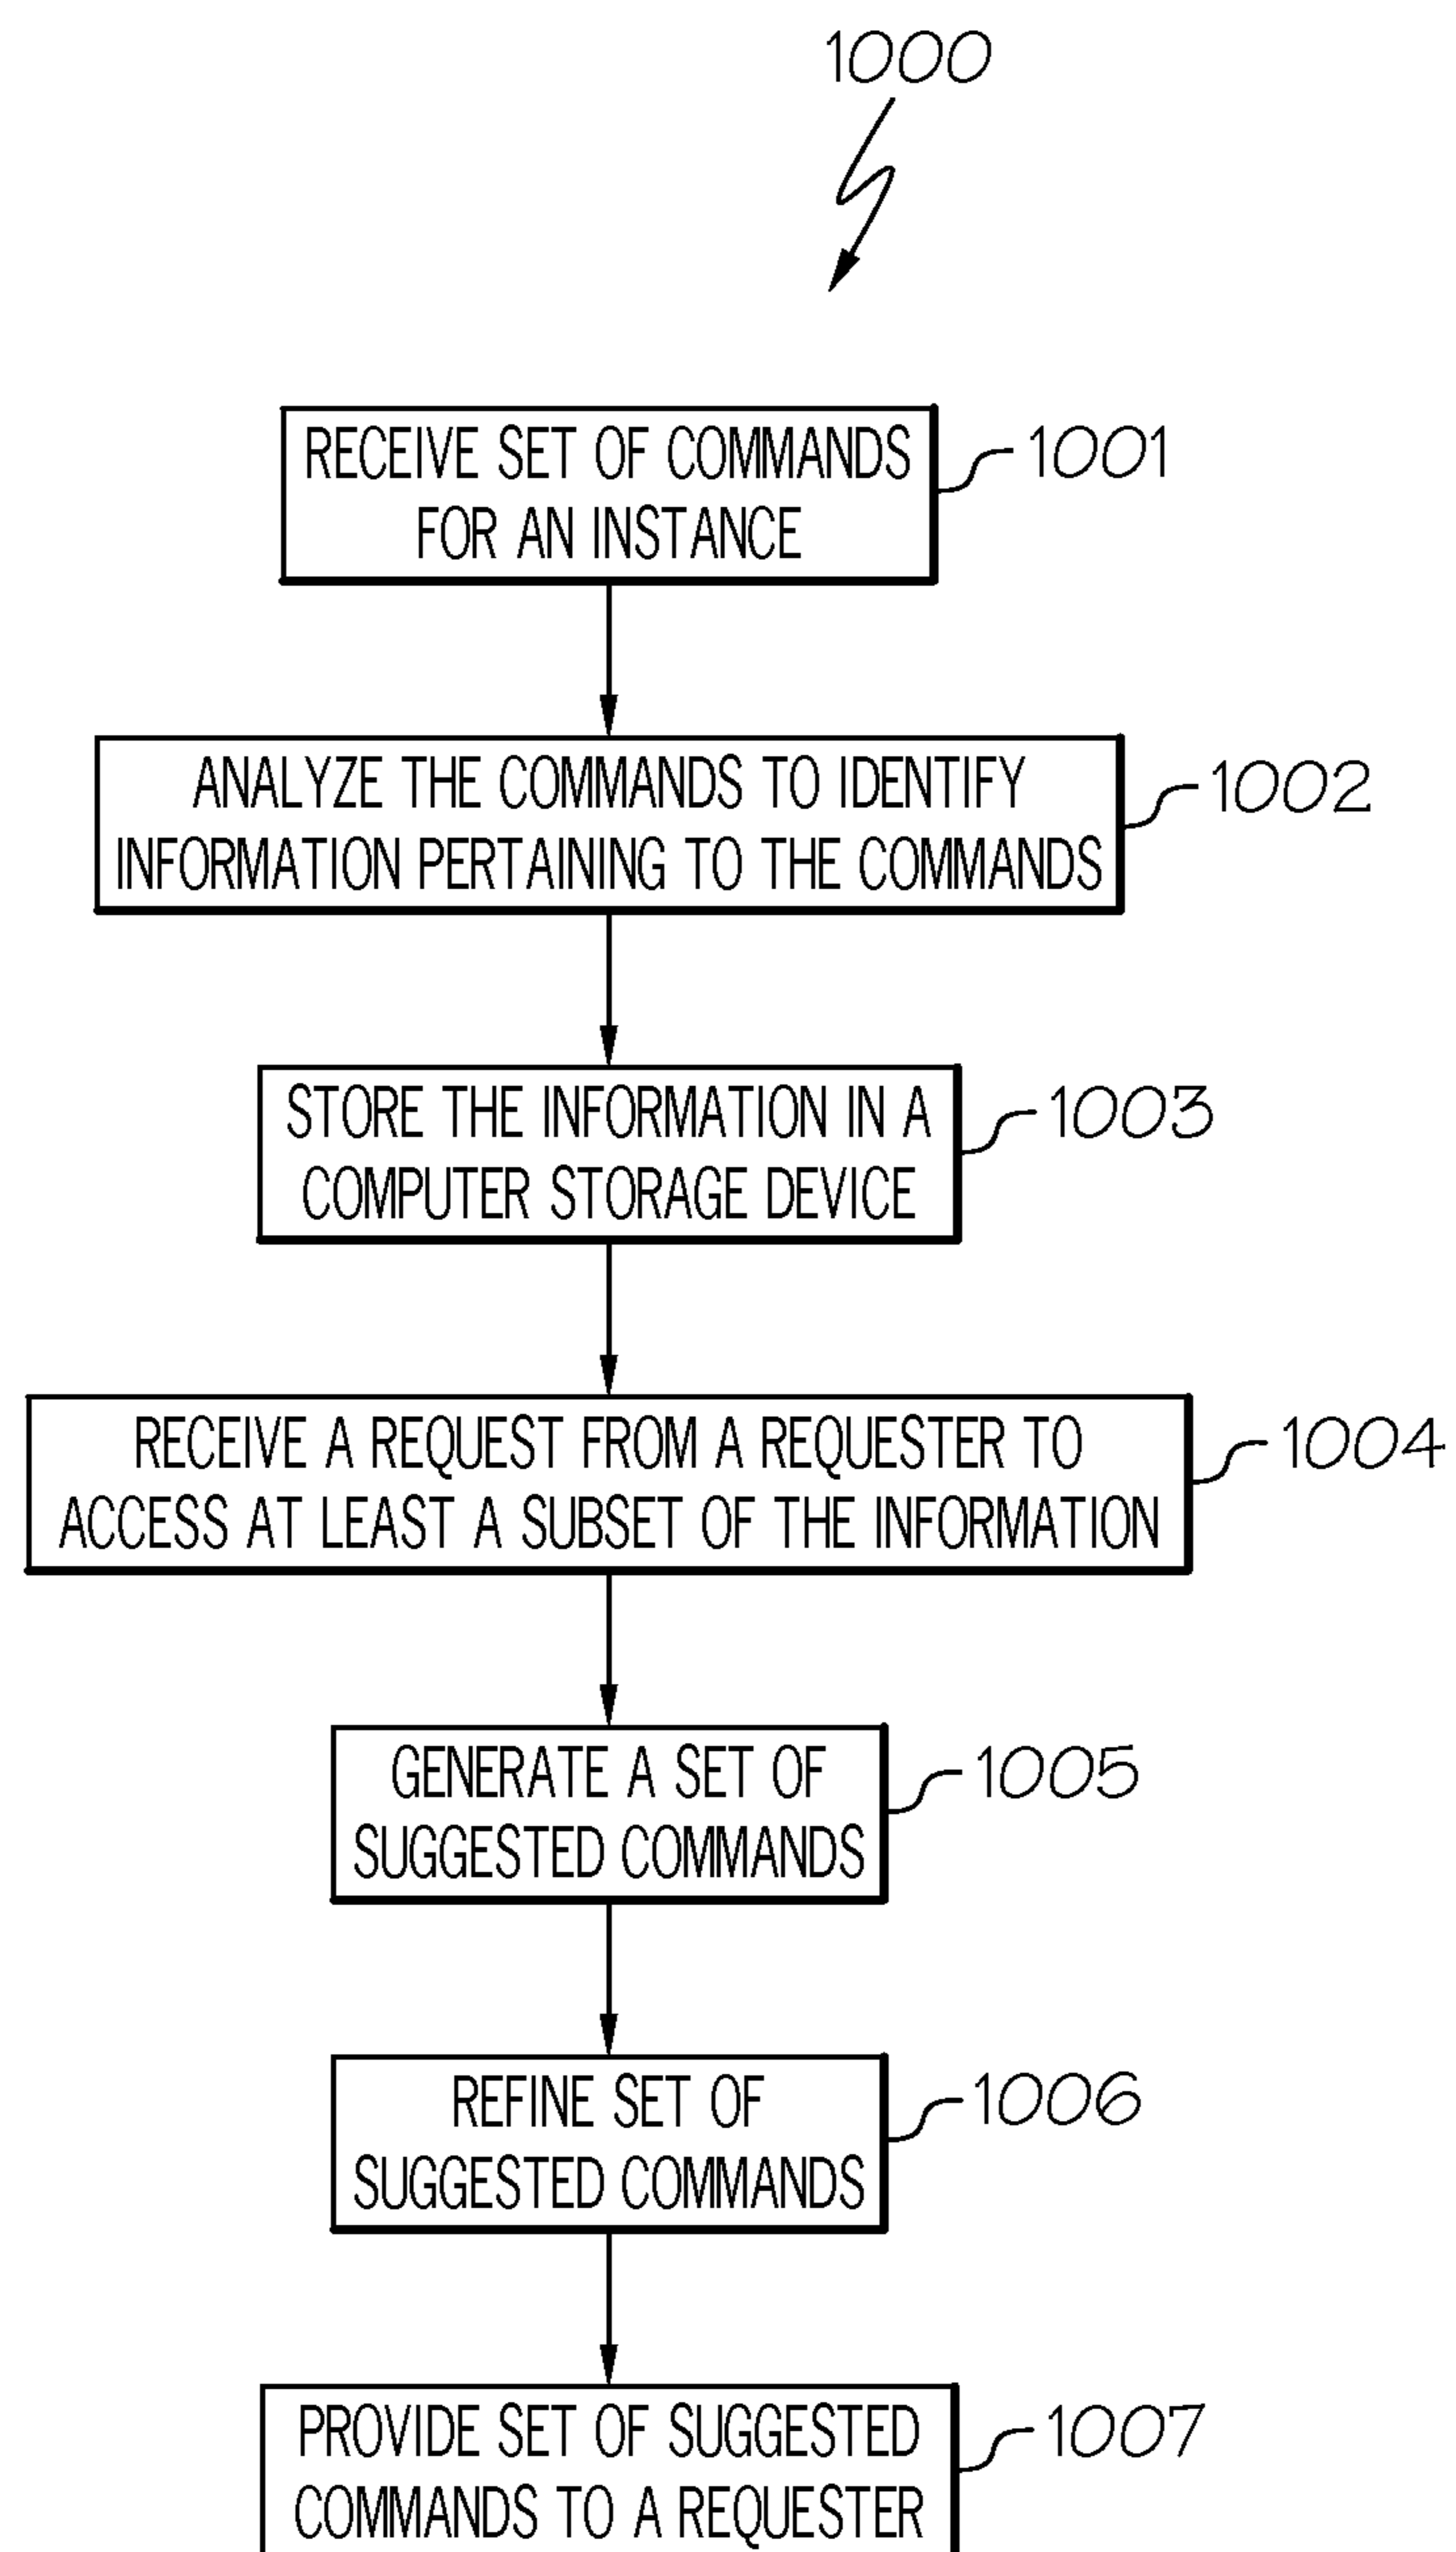 1000
RECEIVE SET OF COMMANDS
FOR AN INSTANCE
1001
ANALYZE THE COMMANDS TO IDENTIFY
INFORMATION PERTAINING TO THE COMMANDS
1002
STORE THE INFORMATION IN A
COMPUTER STORAGE DEVICE
1003
RECEIVE A REQUEST FROM A REQUESTER TO
ACCESS AT LEAST A SUBSET OF THE INFORMATION
1004
GENERATE A SET OF
SUGGESTED COMMANDS
1005
REFINE SET OF
SUGGESTED COMMANDS
1006
PROVIDE SET OF SUGGESTED
COMMANDS TO A REQUESTER
1007